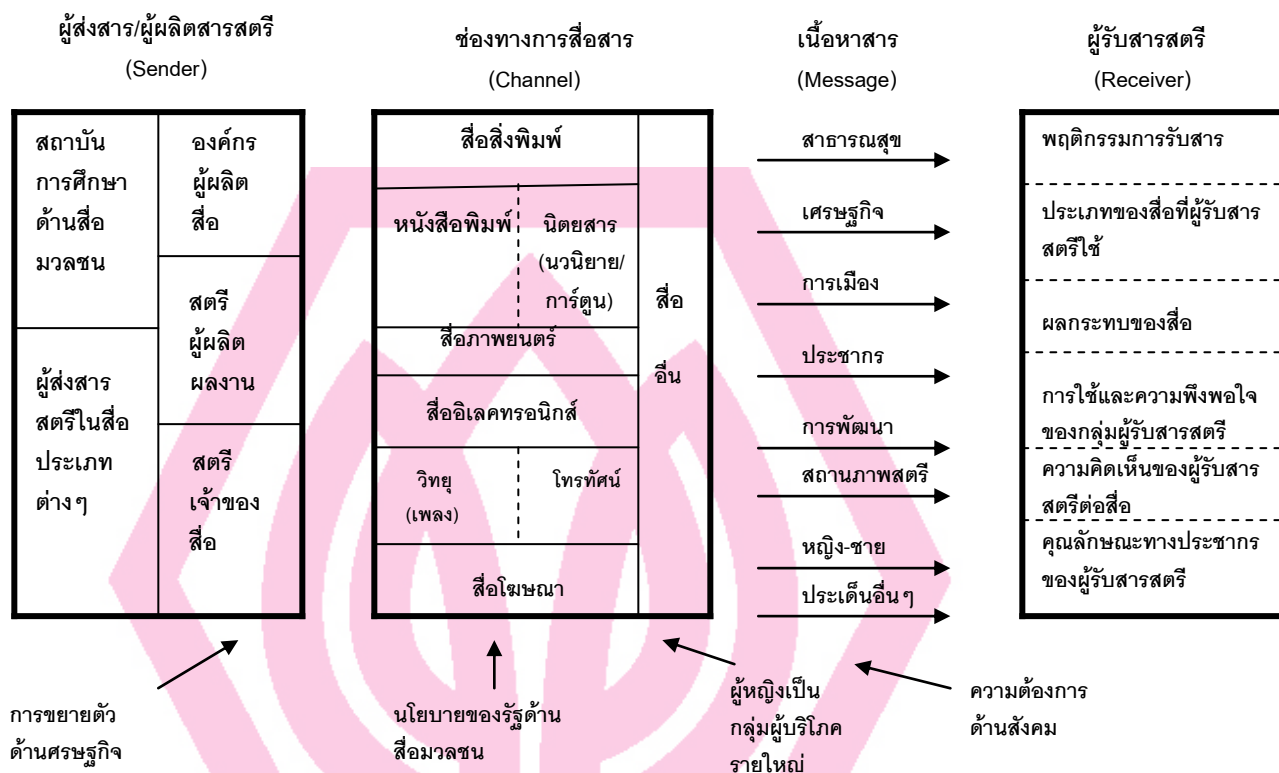 ผู้ส่งสาร/ผู้ผลิตสารสตรี
(Sender)
ช่องทางการสื่อสาร
(Channel)
เนื้อหาสาร
(Message)
ผู้รับสารสตรี
(Receiver)
สถาบัน
การศึกษา
ด้านสื่อ
มวลชน
ผู้ส่งสาร
สตรีในสื่อ
ประเภท
ต่างๆ
องค์กร
ผู้ผลิต
สื่อ
สตรี
ผู้ผลิต
ผลงาน
สตรี
เจ้าของ
สื่อ
สื่อสิ่งพิมพ์
หนังสือพิมพ์
นิตยสาร
(นวนิยาย/
การ์ตูน)
สื่อภาพยนตร์
สื่ออิเลคทรอนิกส์
วิทยุ
(เพลง)
โทรทัศน์
สื่อโฆษณา
สื่อ
อื่น
สาธารณสุข
เศรษฐกิจ
การเมือง
ประชากร
การพัฒนา
สถานภาพสตรี
หญิง-ชาย
ประเด็นอื่นๆ
พฤติกรรมการรับสาร
ประเภทของสื่อที่ผู้รับสาร
สตรีใช้
ผลกระทบของสื่อ
การใช้และความพึงพอใจ
ของกลุ่มผู้รับสารสตรี
ความคิดเห็นของผู้รับสาร
สตรีต่อสื่อ
คุณลักษณะทางประชากร
ของผู้รับสารสตรี
การขยายตัว
ด้านศรษฐกิจ
นโยบายของรัฐด้าน
สื่อมวลชน
ผู้หญิงเป็น
กลุ่มผู้บริโภค
รายใหญ่
ความต้องการ
ด้านสังคม